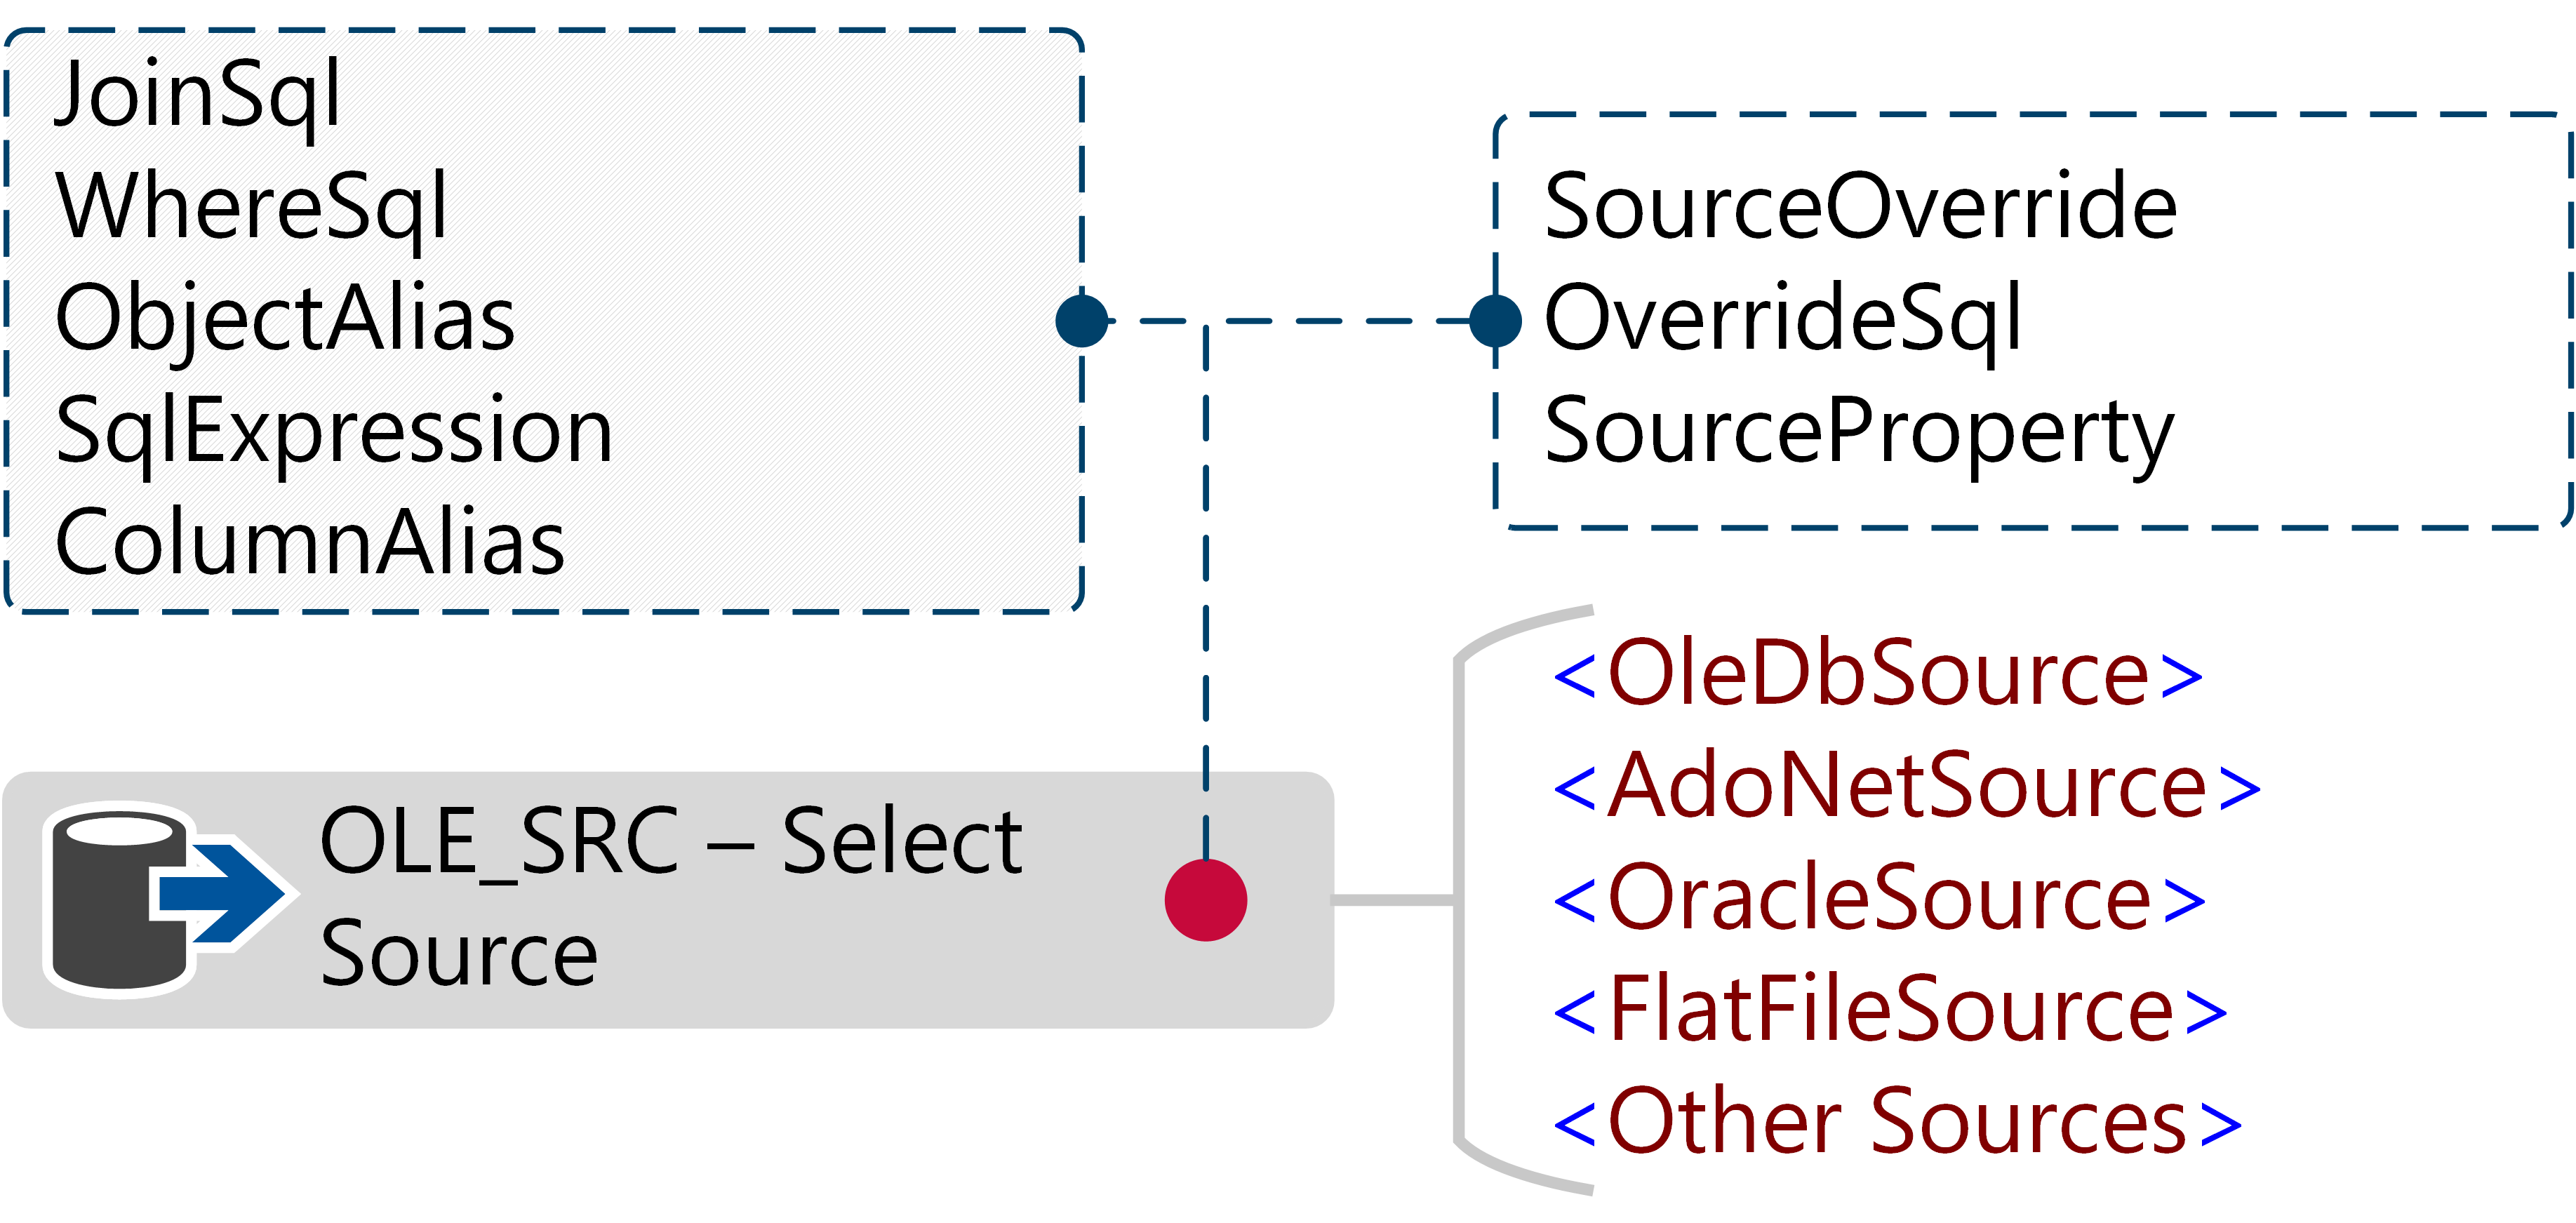 JoinSql
WhereSql
ObjectAlias
SqlExpression
ColumnAlias
SourceOverride
OverrideSql
SourceProperty
OLE_SRC – Select
Source
<OleDbSource>
<AdoNetSource>
<OracleSource>
<FlatFileSource>
<Other Sources>